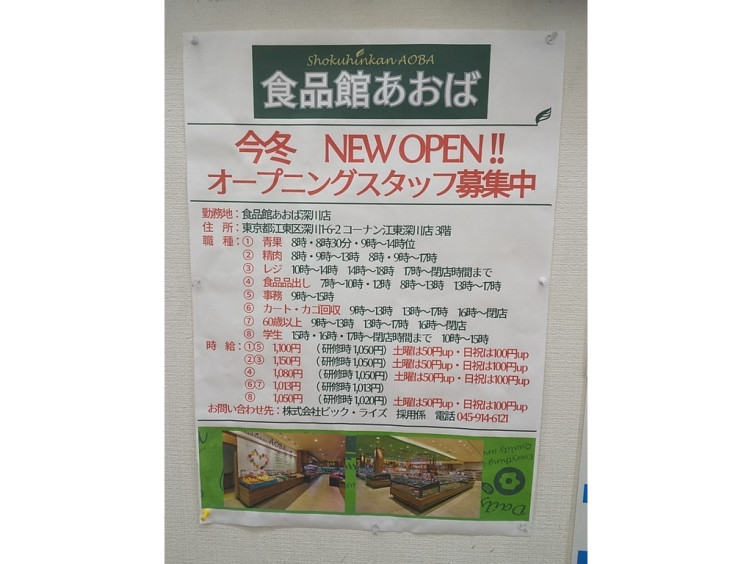 Shokuhinkan AOBA
食品館あおば
今冬 NEW OPEN!!
オープニングスタッフ募集中
勤務地：食品館あおば深川店
住 所：東京都江東区深川1-6-2 コーナン江東深川店 3階
職 種：① 青果 8時・8時30分・9時～14時位
② 精肉 8時・9時～13時 8時・9時～17時
③ レジ 10時～14時 14時～18時 17時～閉店時間まで
④ 食品品出し 7時～10時・12時 8時～13時 13時～17時
⑤ 事務 9時～15時
⑥ カート・カゴ回収 9時～13時 13時～17時 16時～閉店
⑦ 60歳以上 9時～13時 13時～17時 16時～閉店
⑧ 学生 15時・16時・17時～閉店時間まで 10時～15時
時 給：①⑤ 1,100円 （研修時1,050円）土曜は50円up・日祝は100円up
②③ 1,150円 （研修時1,050円）土曜は50円up・日祝は100円up
④ 1,080円 （研修時1,050円）土曜は50円up・日祝は100円up
⑥⑦ 1,013円 （研修時1,013円）
⑧ 1,050円 （研修時1,020円）土曜は50円up・日祝は100円up
お問い合わせ先：株式会社ビック・ライズ 採用係 電話 045-914-6121
AOBA
Daily